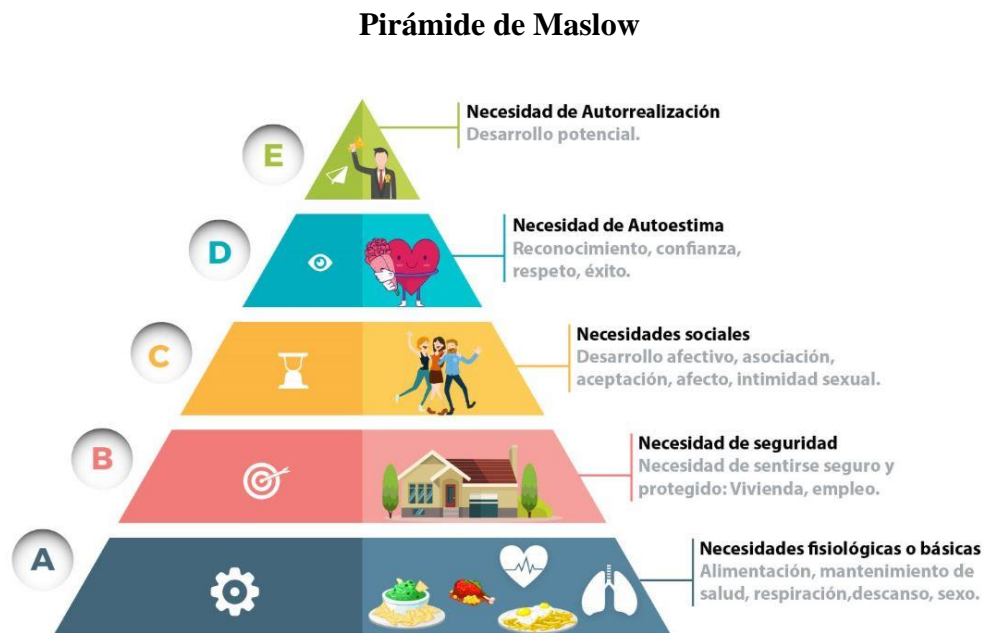 Pirámide de Maslow
E
Necesidad de Autorrealización
Desarrollo potencial.
D
Necesidad de Autoestima
Reconocimiento, confianza,
respeto, éxito.
C
Necesidades sociales
Desarrollo afectivo, asociación,
aceptación, afecto, intimidad sexual.
B
Necesidad de seguridad
Necesidad de sentirse seguro y
protegido: Vivienda, empleo.
A
Necesidades fisiológicas o básicas
Alimentación, mantenimiento de
salud, respiración,descanso, sexo.